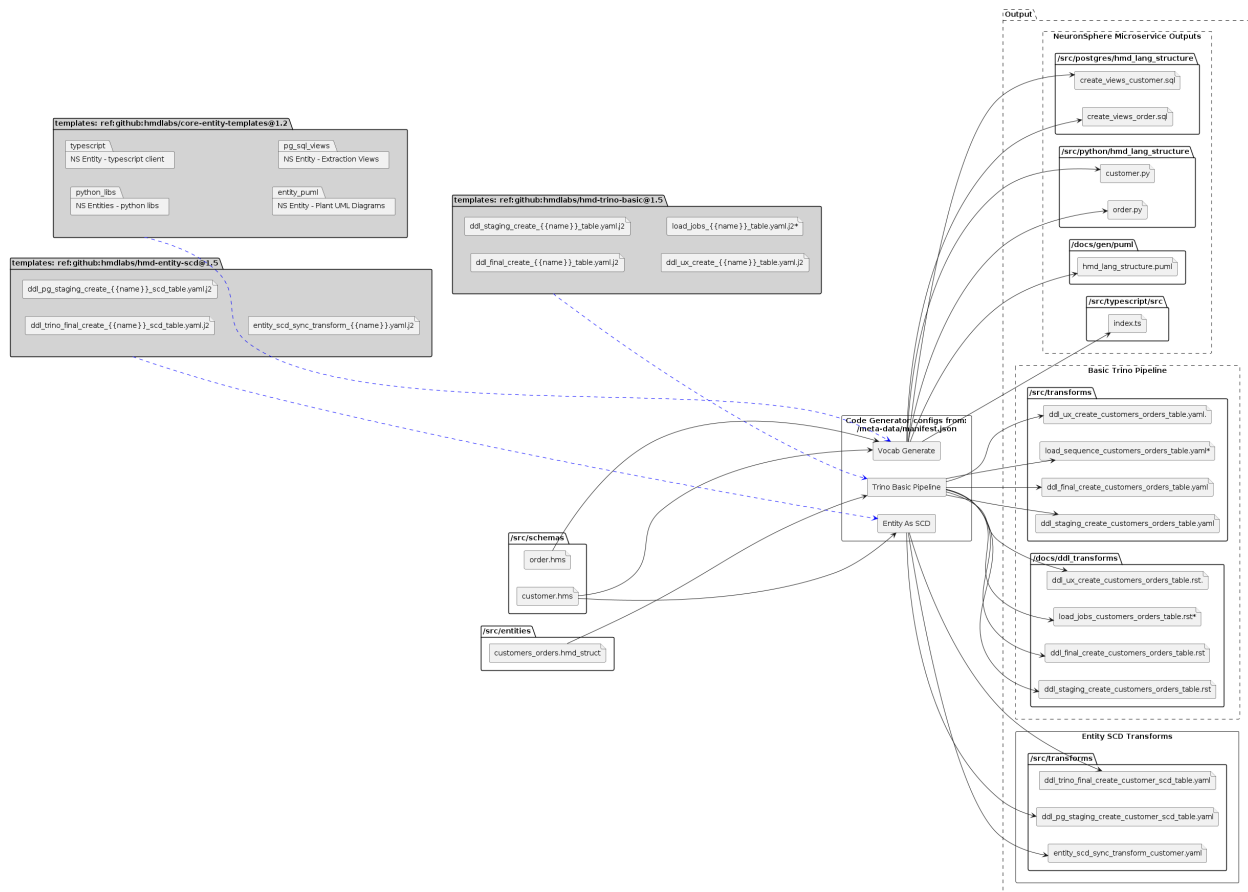 Output
NeuronSphere Microservice Outputs
/src/postgres/hmd_lang_structure
create_views_customer.sql
create_views_order.sql
/src/python/hmd_lang_structure
customer.py
order.py
/docs/gen/puml
hmd_lang_structure.puml
/src/typescript/src
index.ts
templates: ref:github:hmdlabs/core-entity-templates@1.2
typescript
NS Entity - typescript client
pg_sql_views
NS Entity - Extraction Views
python_libs
NS Entities - python libs
entity_puml
NS Entity - Plant UML Diagrams
templates: ref:github:hmdlabs/hmd-trino-basic@1.5
ddl_staging_create_{{name}}_table.yaml.j2
load_jobs_{{name}}_table.yaml.j2*
ddl_final_create_{{name}}_table.yaml.j2
ddl_ux_create_{{name}}_table.yaml.j2
templates: ref:github:hmdlabs/hmd-entity-scd@1.5
ddl_pg_staging_create_{{name}}_scd_table.yaml.j2
ddl_trino_final_create_{{name}}_scd_table.yaml.j2
entity_scd_sync_transform_{{name}}.yaml.j2
Code Generator configs from:
/meta-data/manifest.json
Vocab Generate
Trino Basic Pipeline
Entity As SCD
/src/schemas
order.hms
customer.hms
/src/entities
customers_orders.hmd_struct
Basic Trino Pipeline
/src/transforms
ddl_ux_create_customers_orders_table.yaml.
load_sequence_customers_orders_table.yaml*
ddl_final_create_customers_orders_table.yaml
ddl_staging_create_customers_orders_table.yaml
/docs/ddl_transforms
ddl_ux_create_customers_orders_table.rst.
load_jobs_customers_orders_table.rst*
ddl_final_create_customers_orders_table.rst
ddl_staging_create_customers_orders_table.rst
Entity SCD Transforms
/src/transforms
ddl_trino_final_create_customer_scd_table.yaml
ddl_pg_staging_create_customer_scd_table.yaml
entity_scd_sync_transform_customer.yaml